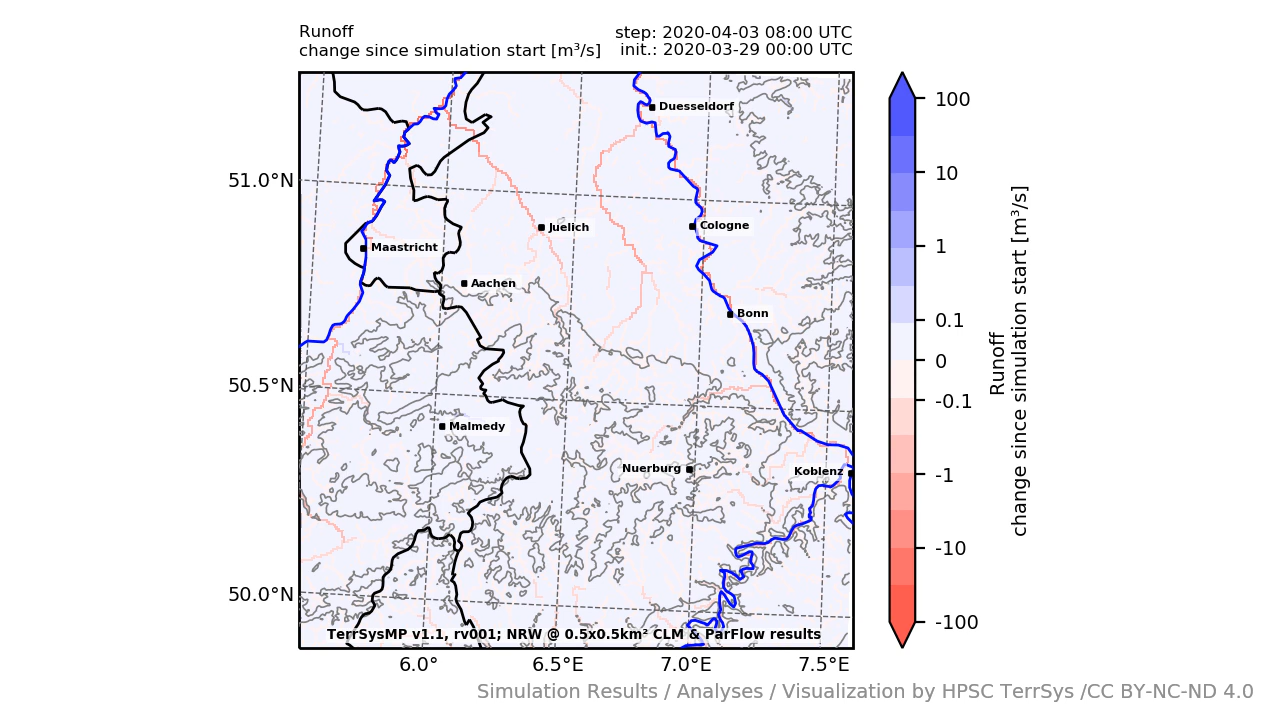 Runoff
change since simulation start [m³/s]
step: 2020-04-03 08:00 UTC
init.: 2020-03-29 00:00 UTC
51.0°N
50.5°N
50.0°N
6.0°
6.5°E
7.0°E
7.5°E
Duesseldorf
Juelich
Cologne
Maastricht
Aachen
Bonn
Malmedy
Nuerburg
Koblenz
TerrSysMP v1.1, rv001; NRW @ 0.5x0.5km² CLM & ParFlow results
100
10
1
0.1
0
-0.1
-1
-10
-100
Runoff
change since simulation start [m³/s]
Simulation Results / Analyses / Visualization by HPSC TerrSys /CC BY-NC-ND 4.0